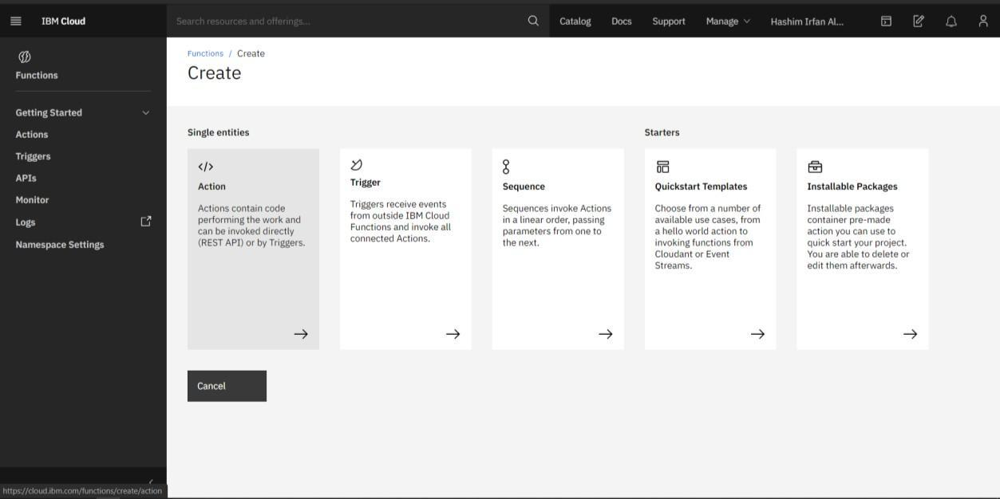 IBM Cloud
Search resources and offerings...
Catalog
Docs
Support
Manage
Hashim Irfan Al...
Functions
Getting Started
Actions
Triggers
APIs
Monitor
Logs
Namespace Settings
Functions / Create
Create
Single entities
Starters
Action
Actions contain code
performing the work and
can be invoked directly
(REST API) or by Triggers.
Trigger
Triggers receive events
from outside IBM Cloud
Functions and invoke all
connected Actions.
Sequence
Sequences invoke Actions
in a linear order, passing
parameters from one to
the next.
Quickstart Templates
Choose from a number of
available use cases, from
a hello world action to
invoking functions from
Cloudant or Event
Streams.
Installable Packages
Installable packages
container pre-made
action you can use to
quick start your project.
You are able to delete or
edit them afterwards.
Cancel
https://cloud.ibm.com/functions/create/action